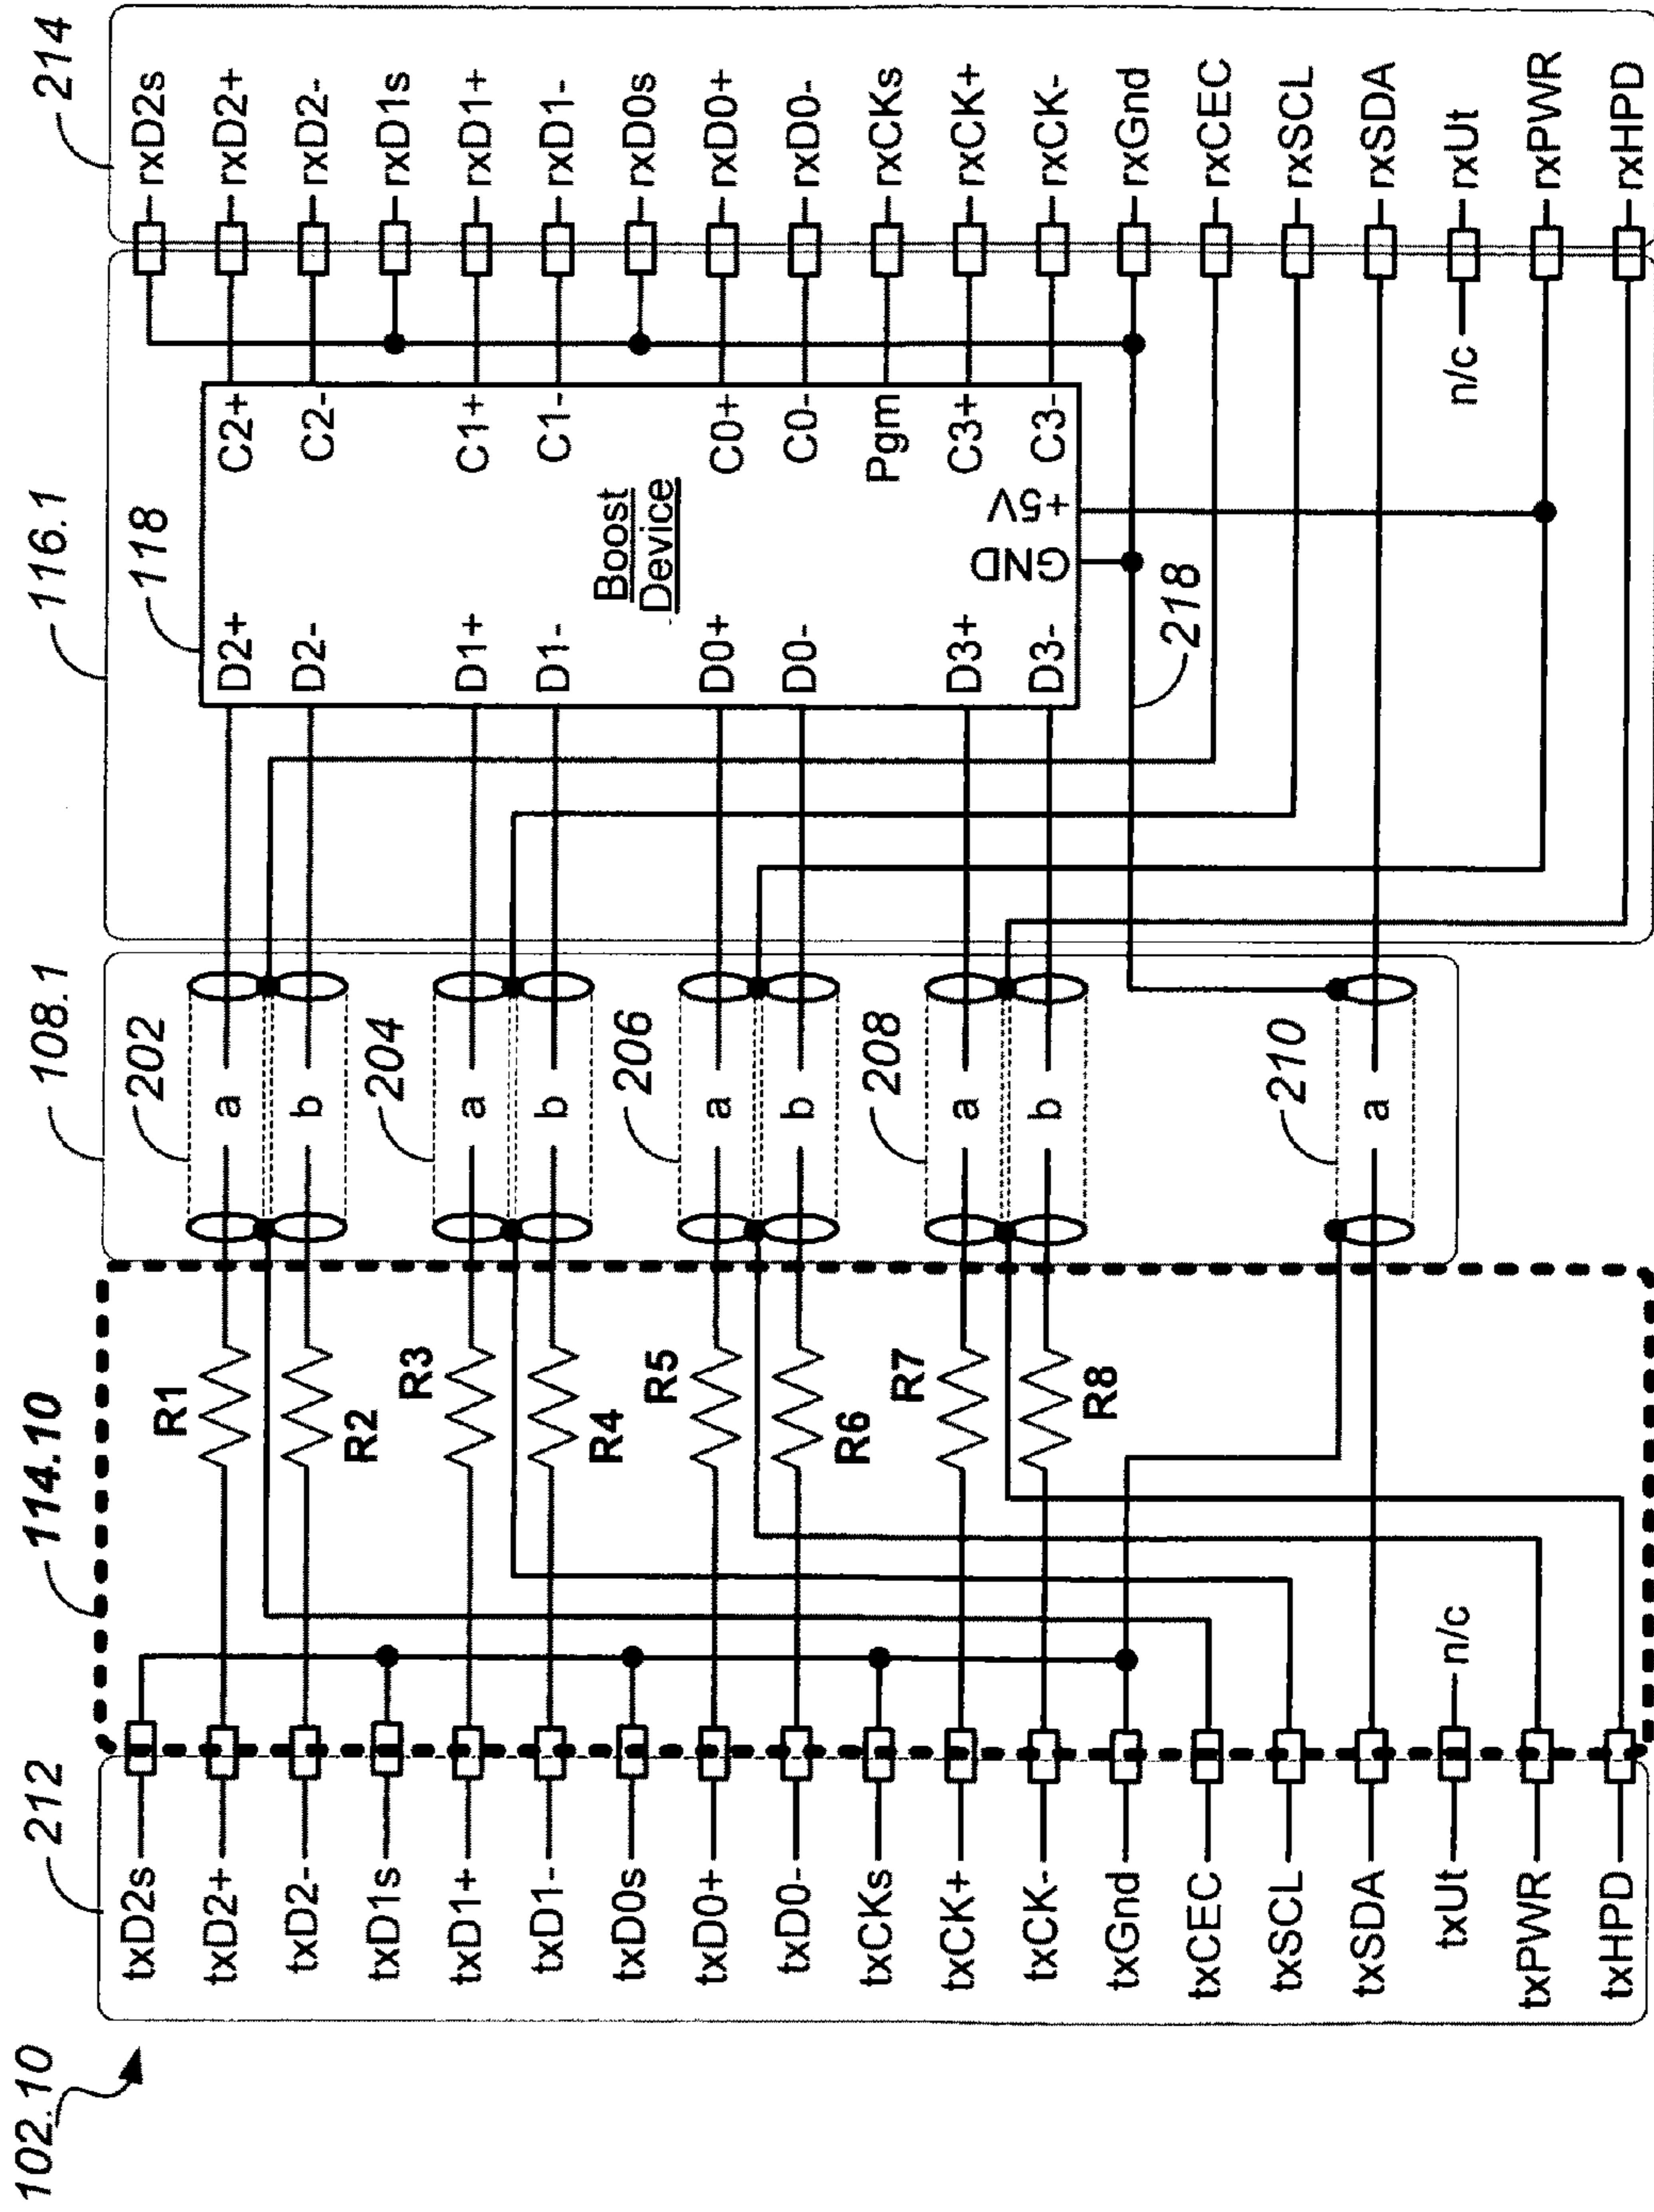 102.10
212
114.10
108.1
116.1
214
txD2s
txD2+
txD2-
txD1s
txD1+
txD1-
txD0s
txD0+
txD0-
txCKs
txCK+
txCK-
txGnd
txCEC
txSCL
txSDA
txUt
txPWR
txHPD
n/c
R1
R2
R3
R4
R5
R6
R7
R8
202
a
b
204
a
b
206
a
b
208
a
b
210
a
118
D2+
D2-
D1+
D1-
D0+
D0-
D3+
D3-
Boost
Device
GND
+5V
C2+
C2-
C1+
C1-
C0+
C0-
Pgm
C3+
C3-
218
n/c
rxD2s
rxD2+
rxD2-
rxD1s
rxD1+
rxD1-
rxD0s
rxD0+
rxD0-
rxCKs
rxCK+
rxCK-
rxGnd
rxCEC
rxSCL
rxSDA
rxUt
rxPWR
rxHPD